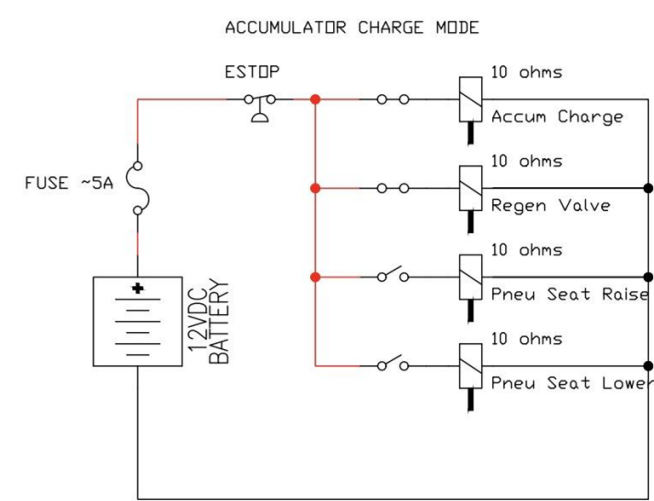 ACCUMULATOR CHARGE MODE
ESTOP
10 ohms
Accum Charge
10 ohms
FUSE ~5A
Regen Valve
10 ohms
Pneu Seat Raise
12VDC
BATTERY
10 ohms
Pneu Seat Lower